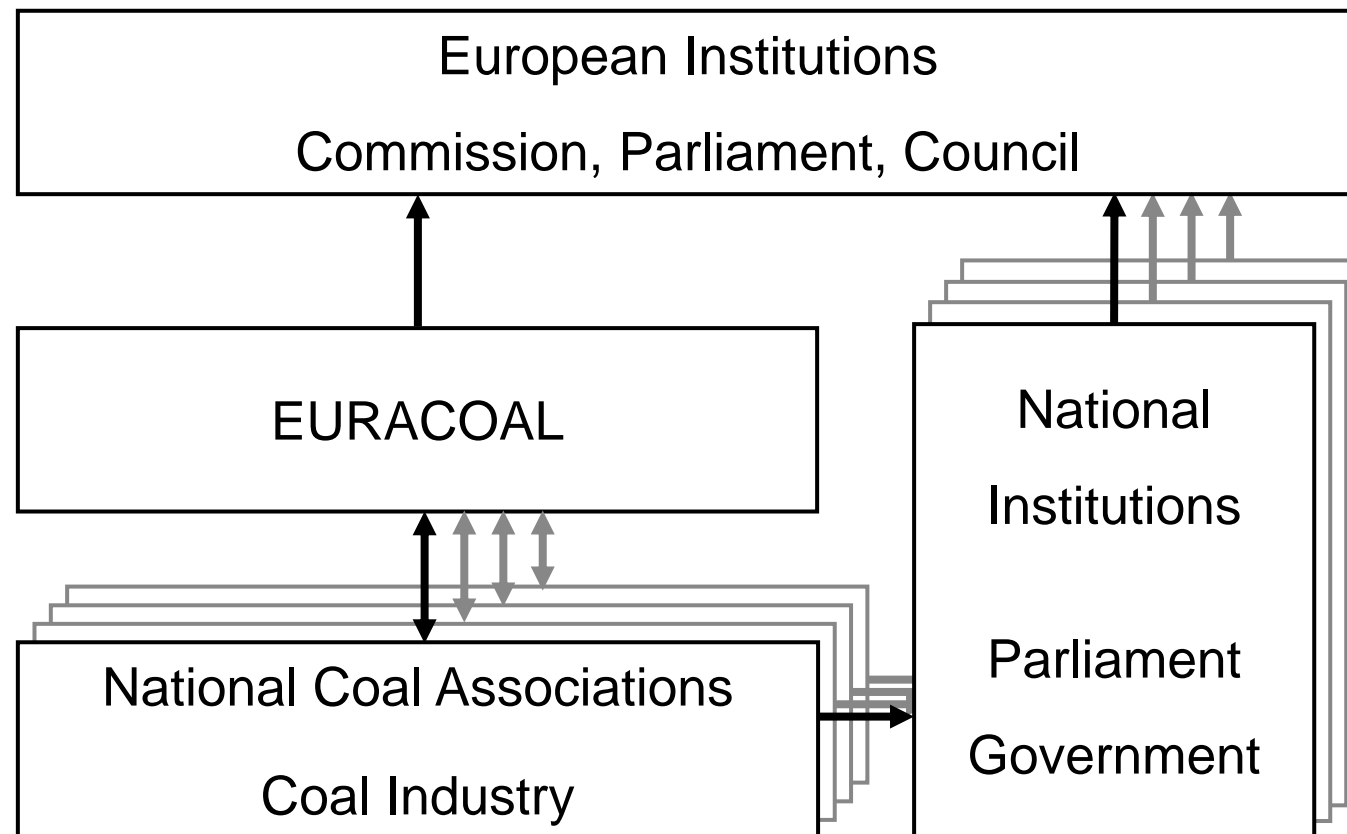 European Institutions
Commission, Parliament, Council
EURACOAL
National
Institutions
Parliament
Government
National Coal Associations
Coal Industry